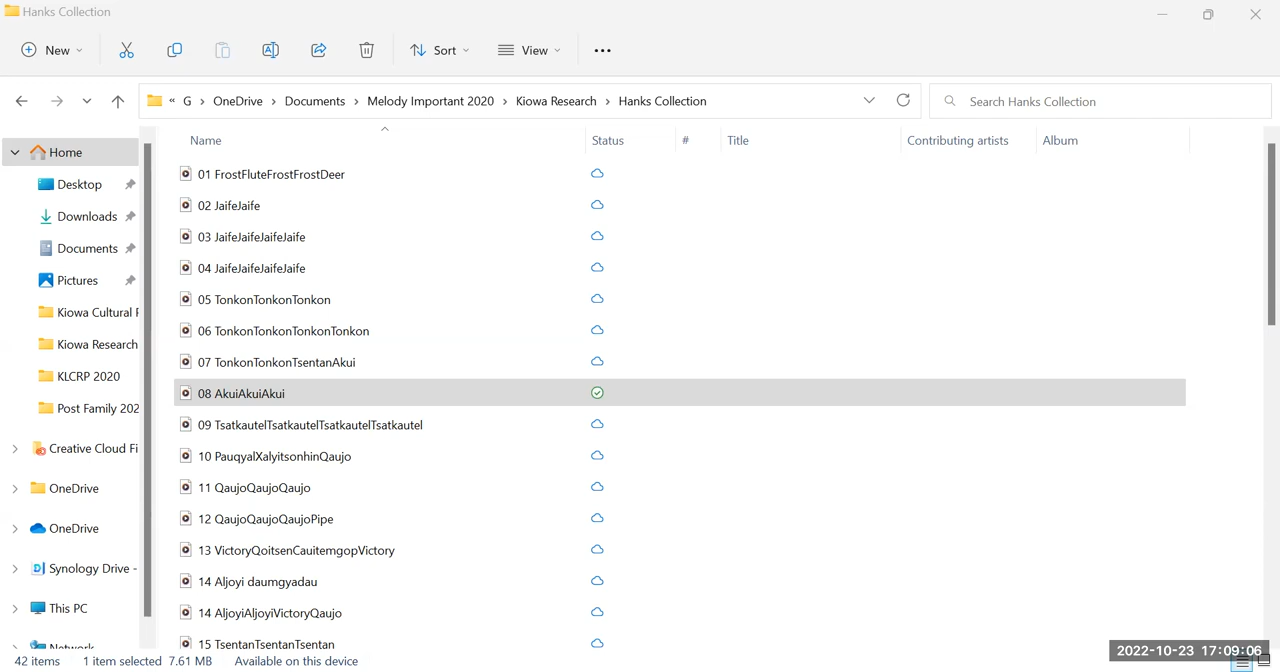 Hanks Collection
New
Sort
View
« G > OneDrive > Documents > Melody Important 2020 > Kiowa Research > Hanks Collection
Search Hanks Collection
Name
Status
#
Title
Contributing artists
Album
Home
Desktop
Downloads
Documents
Pictures
Kiowa Cultural
Kiowa Research
KLCRP 2020
Post Family 202
Creative Cloud Fi
OneDrive
OneDrive
Synology Drive -
This PC
Network
01 FrostFluteFrostFrostDeer
02 JaifeJaife
03 JaifeJaifeJaifeJaife
04 JaifeJaifeJaifeJaife
05 TonkonTonkonTonkon
06 TonkonTonkonTonkonTonkon
07 TonkonTonkonTsentanAkui
08 AkuiAkuiAkui
09 TsatkautelTsatkautelTsatkautelTsatkautel
10 PauqyalXalyitsonhinQaujo
11 QaujoQaujoQaujo
12 QaujoQaujoQaujoPipe
13 VictoryQoitsenCauitemgopVictory
14 Aljoyi daumgyadau
14 AljoyiAljoyiVictoryQaujo
15 TsentanTsentanTsentan
42 items 1 item selected 7.61 MB Available on this device
2022-10-23 17:09:06